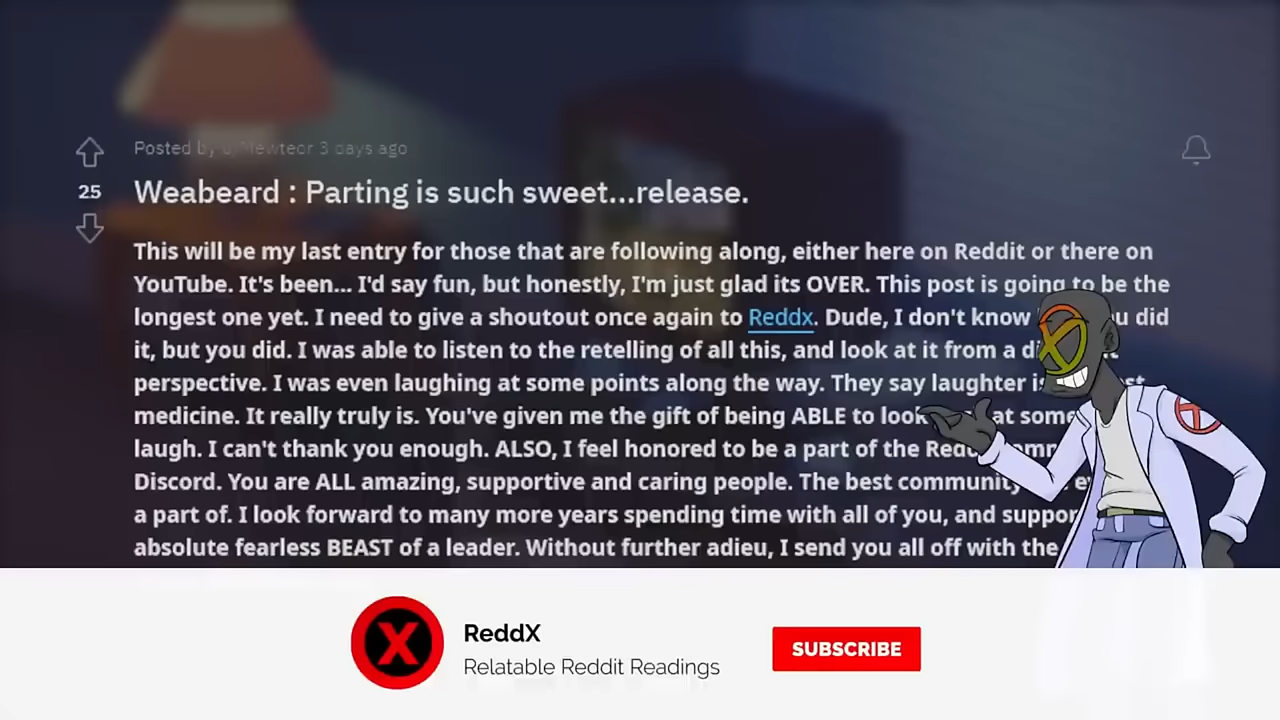 Posted by u/Mewteor 3 days ago
25
Weabeard : Parting is such sweet...release.
This will be my last entry for those that are following along, either here on Reddit or there on
YouTube. It's been... I'd say fun, but honestly, I'm just glad its OVER. This post is going to be the
longest one yet. I need to give a shoutout once again to Reddx. Dude, I don't know u did
it, but you did. I was able to listen to the retelling of all this, and look at it from a
perspective. I was even laughing at some points along the way. They say laughter
medicine. It really truly is. You've given me the gift of being ABLE to look at
laugh. I can't thank you enough. ALSO, I feel honored to be a part of the
Discord. You are ALL amazing, supportive and caring people. The best community
a part of. I look forward to many more years spending time with all of you, and
absolute fearless BEAST of a leader. Without further adieu, I send you all off with the
X
ReddX
Relatable Reddit Readings
SUBSCRIBE